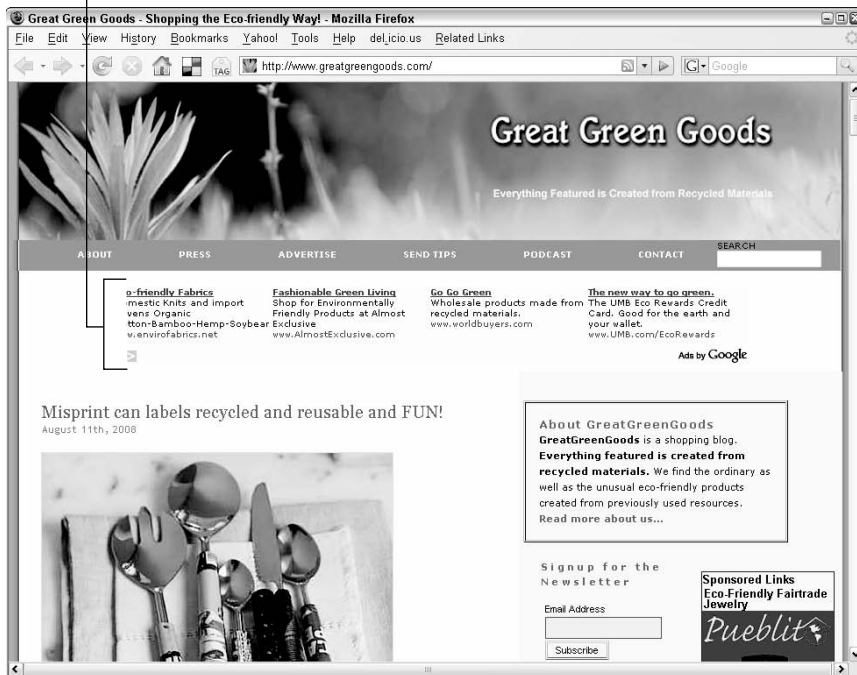 Great Green Goods - Shopping the Eco-friendly Way! - Mozilla Firefox
File Edit View History Bookmarks Yahoo! Tools Help del.icio.us Related Links
TAG http://www.greatgreengoods.com/ G Google
Great Green Goods
Everything Featured is Created from Recycled Materials
SEARCH
ABOUT PRESS ADVERTISE SEND TIPS PODCAST CONTACT
o-friendly Fabrics
mestic Knits and import
vens Organic
tton-Bamboo-Hemp-Soybear
w.envirofabrics.net
Fashionable Green Living
Shop for Environmentally
Friendly Products at Almost
Exclusive
www.AlmostExclusive.com
Go Go Green
Wholesale products made from
recycled materials.
www.worldbuyers.com
The new way to go green.
The UMB Eco Rewards Credit
Card. Good for the earth and
your wallet.
www.UMB.com/EcoRewards
Ads by Google
Misprint can labels recycled and reusable and FUN!
August 11th, 2008
About GreatGreenGoods
GreatGreenGoods is a shopping blog.
Everything featured is created from
recycled materials. We find the ordinary as
well as the unusual eco-friendly products
created from previously used resources.
Read more about us...
Signup for the
Newsletter
Email Address
Subscribe
Sponsored Links
Eco-Friendly Fairtrade
Jewelry
Pueblit